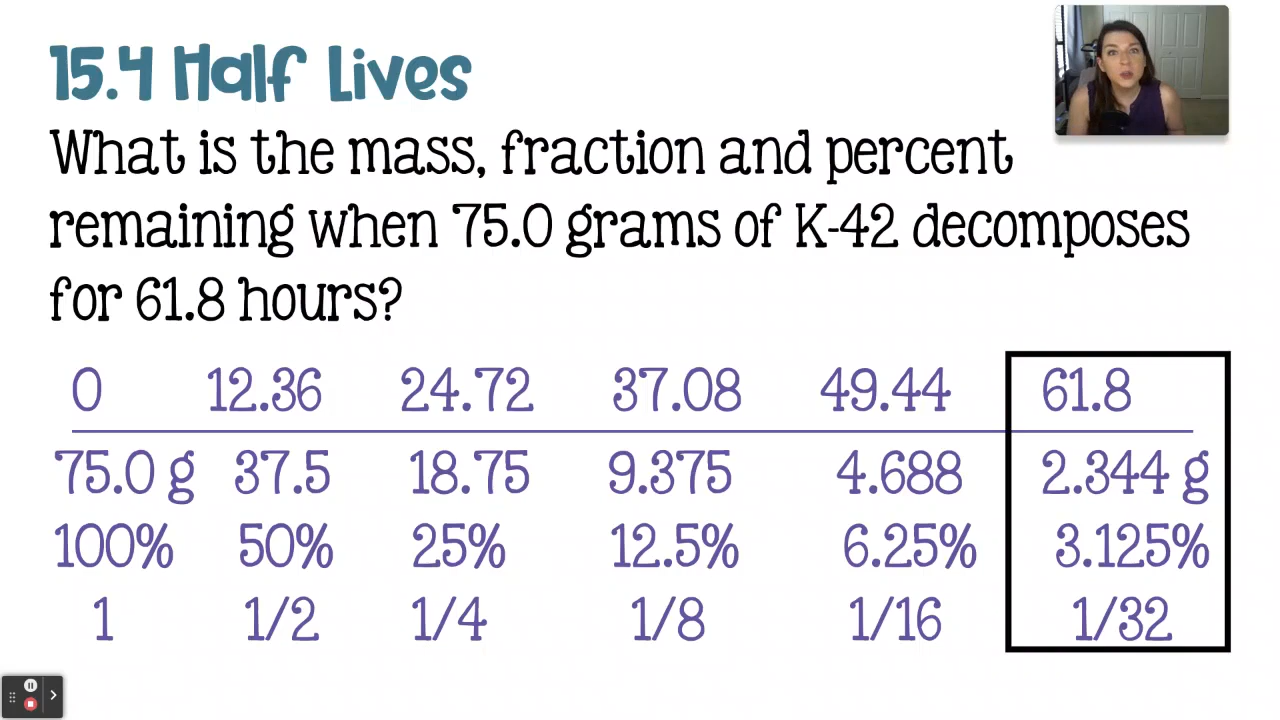 15.4 Half Lives
What is the mass, fraction and percent
remaining when 75.0 grams of K-42 decomposes
for 61.8 hours?
0 12.36 24.72 37.08 49.44 61.8
75.0 g 37.5 18.75 9.375 4.688 2.344 g
100% 50% 25% 12.5% 6.25% 3.125%
1 1/2 1/4 1/8 1/16 1/32